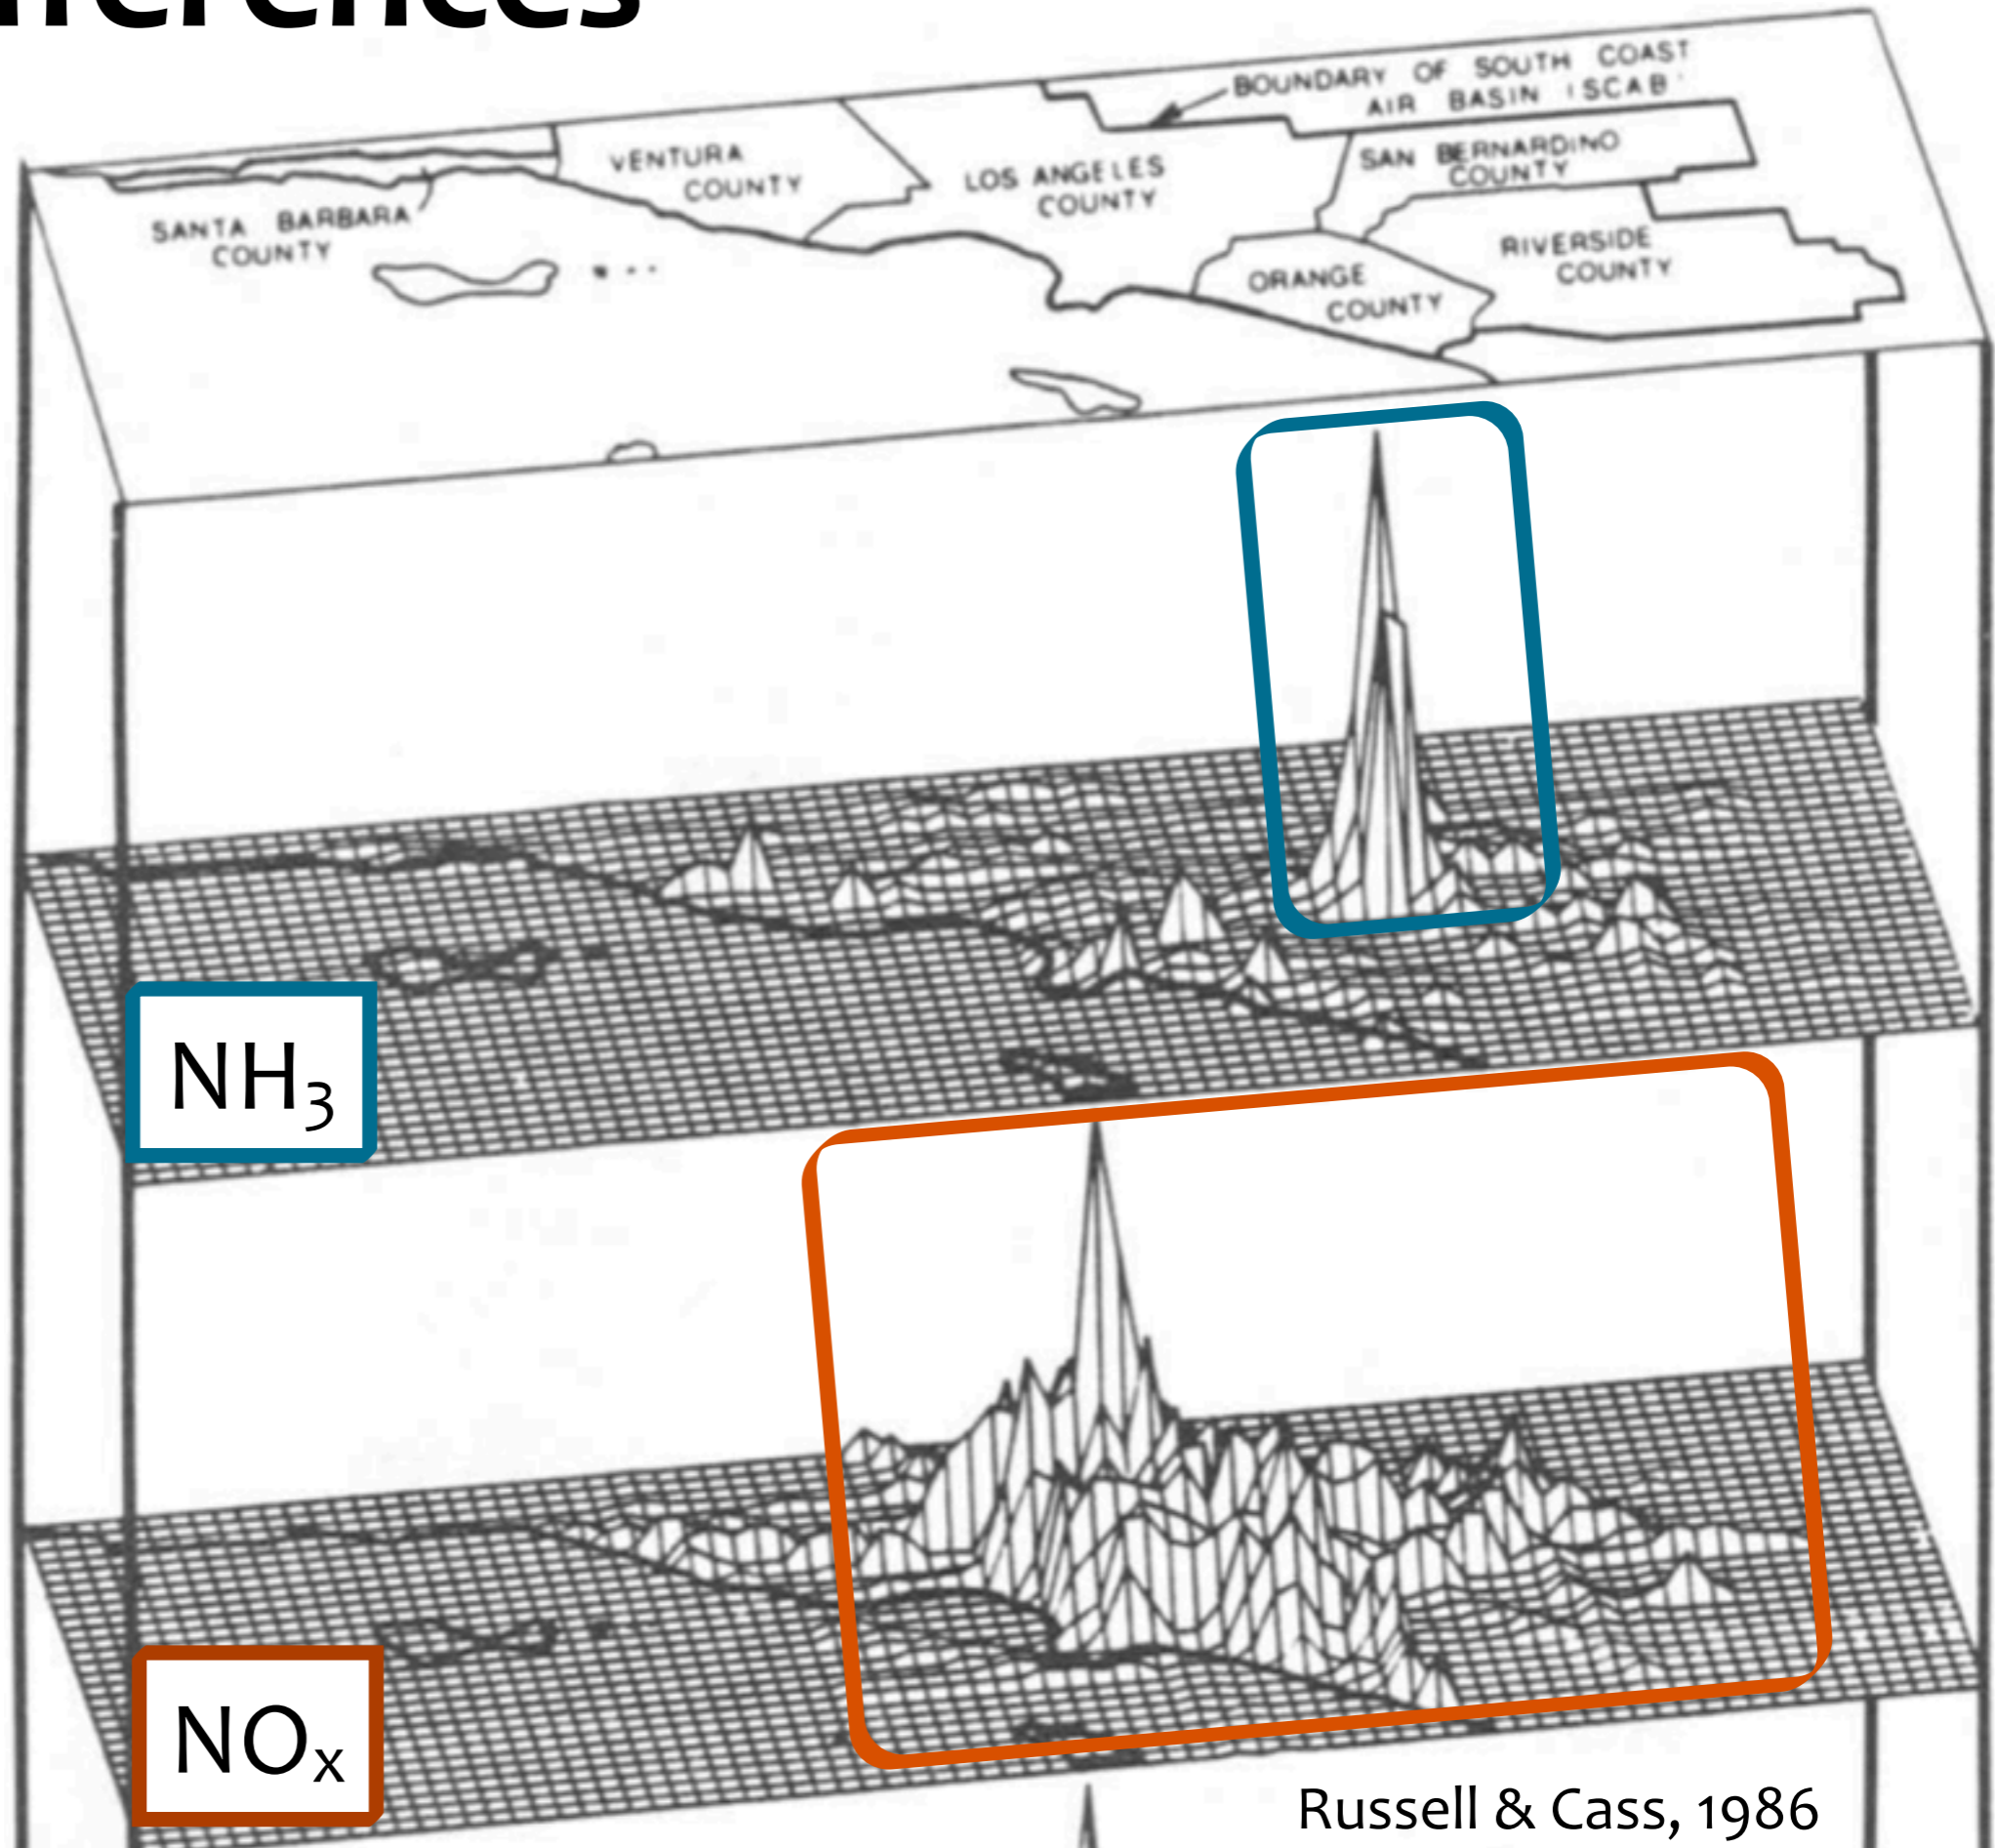 BOUNDARY OF SOUTH COAST
AIR BASIN (SCAB)
VENTURA
COUNTY
LOS ANGELES
COUNTY
SAN BERNARDINO
COUNTY
SANTA BARBARA
COUNTY
ORANGE
COUNTY
RIVERSIDE
COUNTY
NH₃
NOₓ
Russell & Cass, 1986